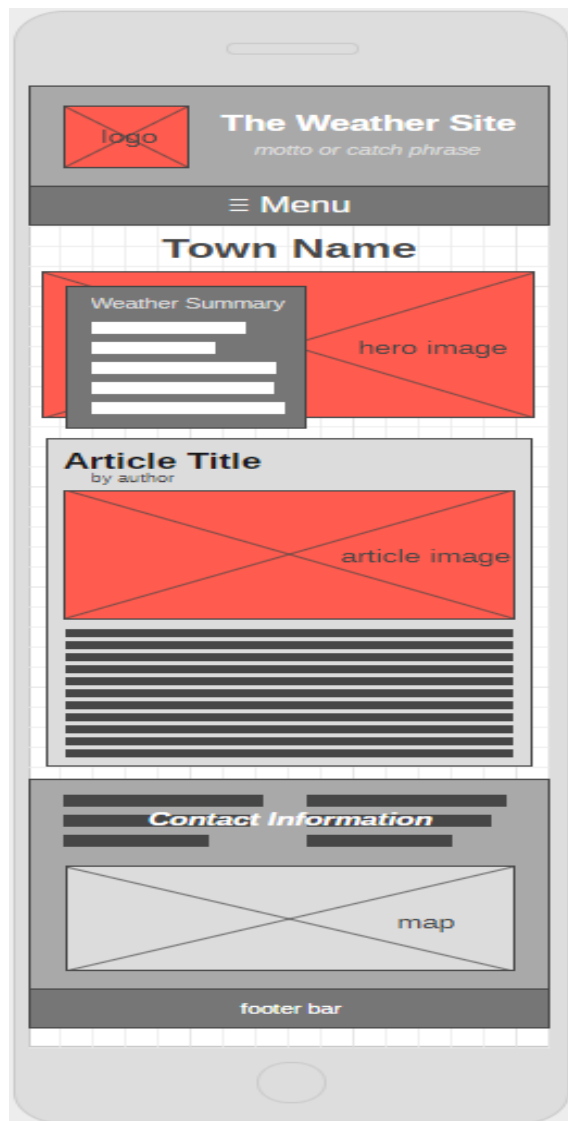 logo
The Weather Site
motto or catch phrase
☰ Menu
Town Name
Weather Summary
hero image
Article Title
by author
article image
Contact Information
map
footer bar